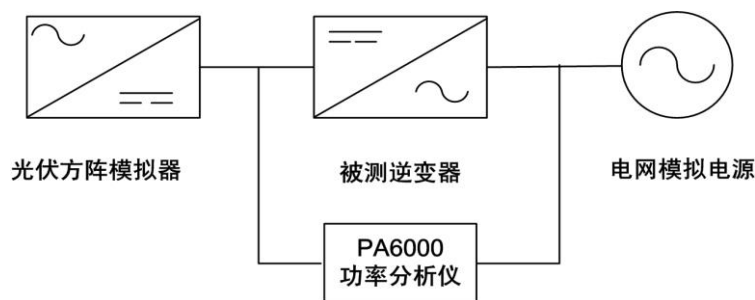 光伏方阵模拟器
被测逆变器
电网模拟电源
PA6000
功率分析仪